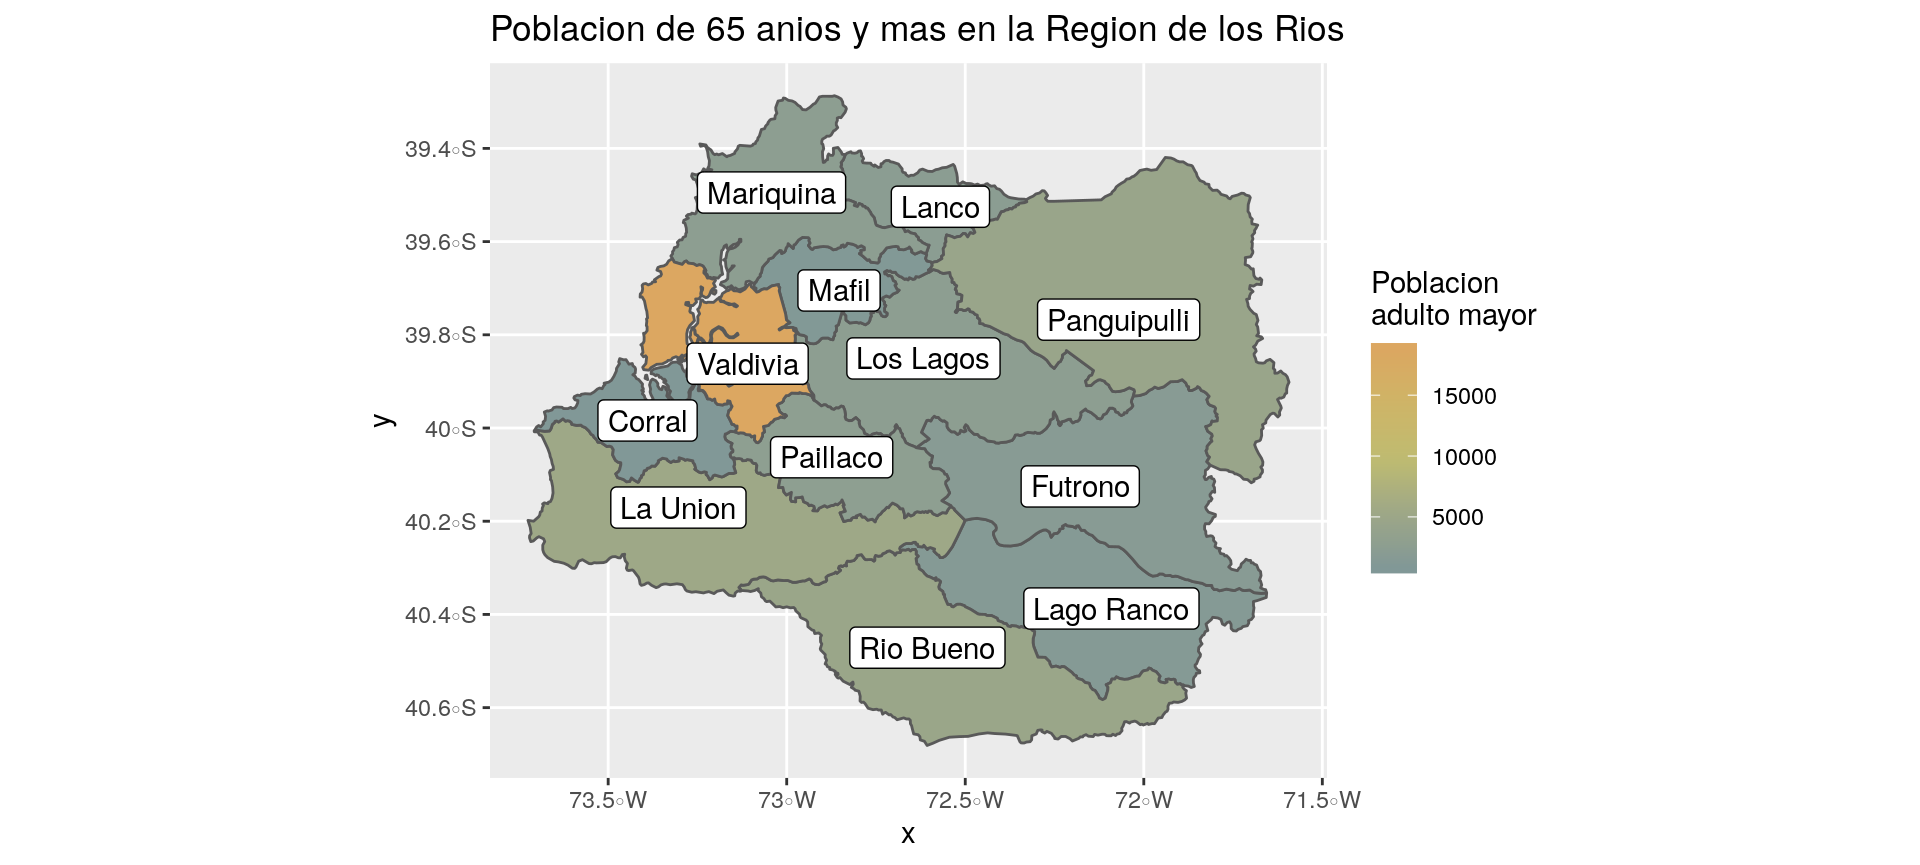 Poblacion de 65 anios y mas en la Region de los Rios
39.4°S
39.6°S
39.8°S
40°S
40.2°S
40.4°S
40.6°S
y
Mariquina
Lanco
Mafil
Panguipulli
Valdivia
Los Lagos
Corral
Paillaco
Futrono
La Union
Lago Ranco
Rio Bueno
73.5°W
73°W
72.5°W
72°W
71.5°W
x
Poblacion
adulto mayor
15000
10000
5000